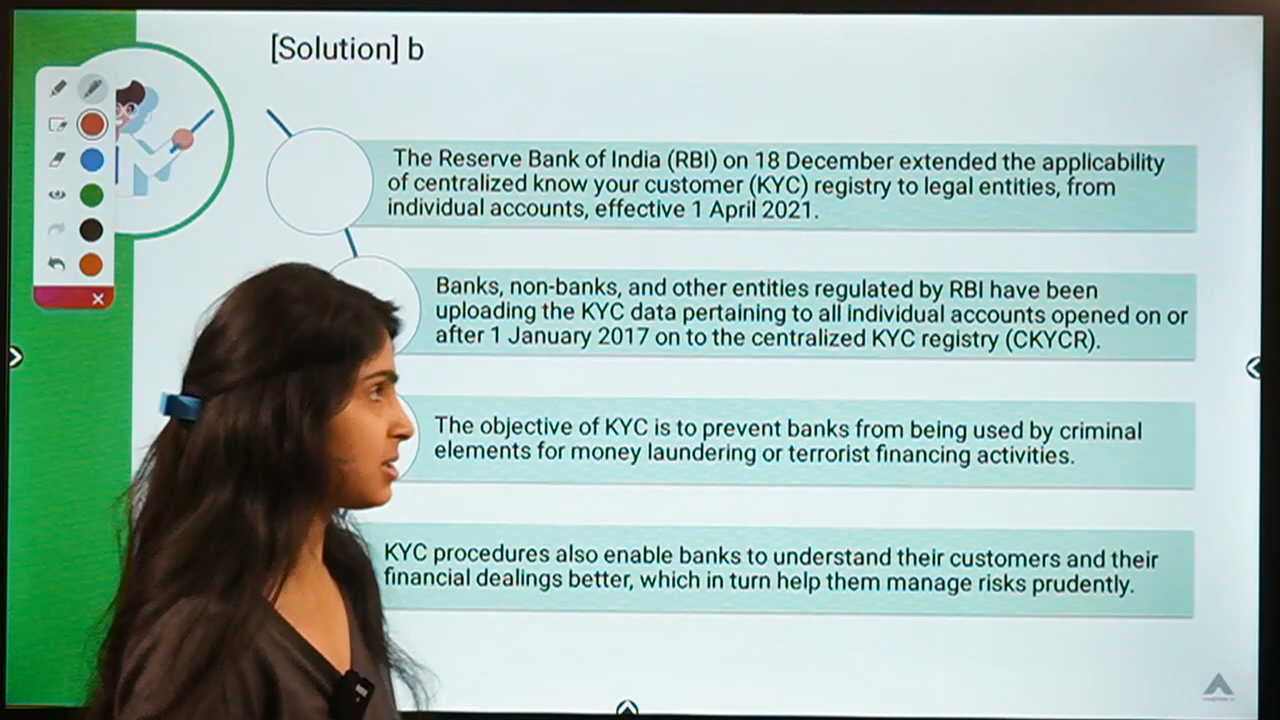 [Solution] b
The Reserve Bank of India (RBI) on 18 December extended the applicability
of centralized know your customer (KYC) registry to legal entities, from
individual accounts, effective 1 April 2021.
Banks, non-banks, and other entities regulated by RBI have been
uploading the KYC data pertaining to all individual accounts opened on or
after 1 January 2017 on to the centralized KYC registry (CKYCR).
The objective of KYC is to prevent banks from being used by criminal
elements for money laundering or terrorist financing activities.
KYC procedures also enable banks to understand their customers and their
financial dealings better, which in turn help them manage risks prudently.